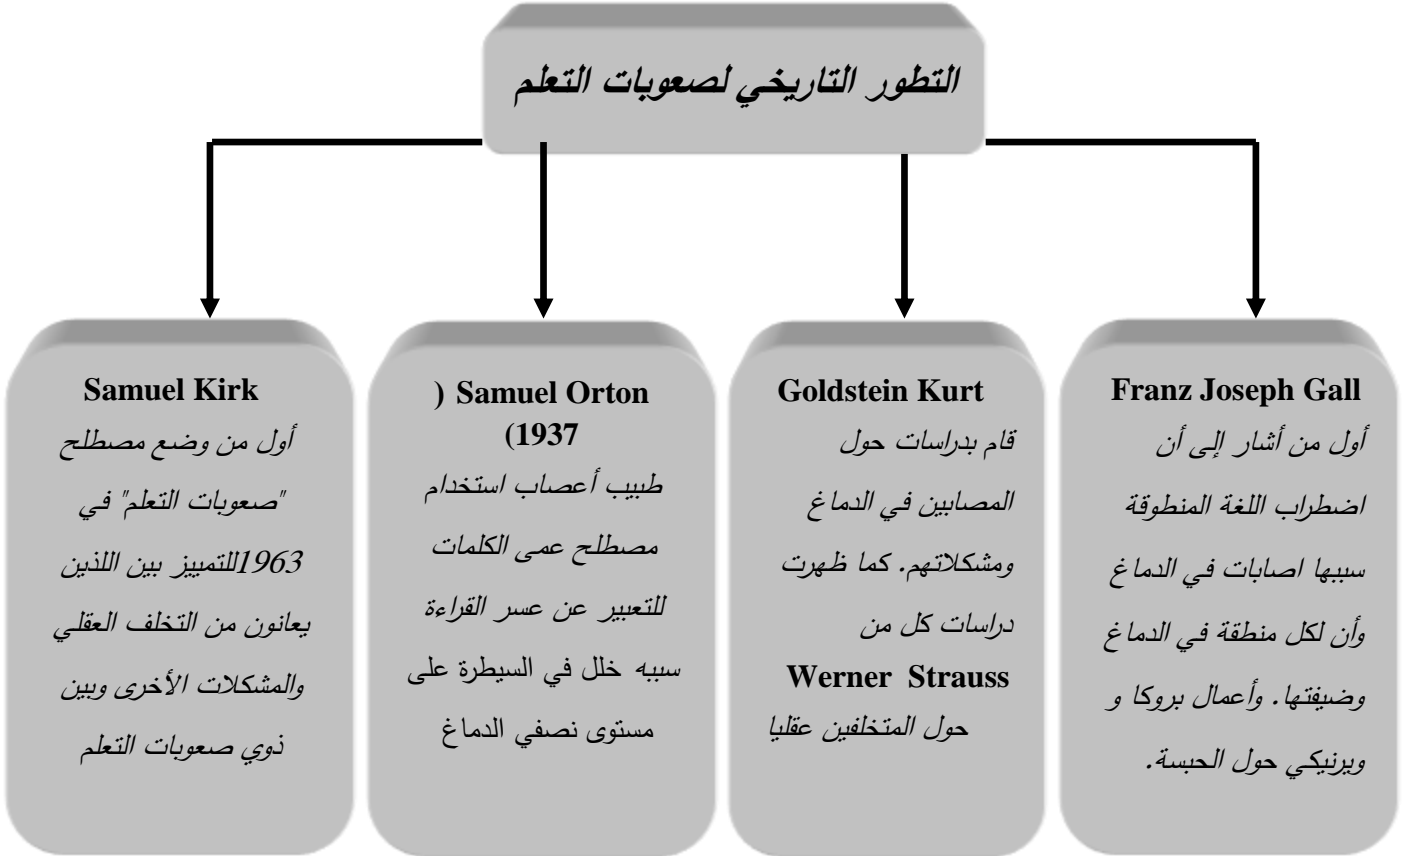 التطور التاريخي لصعوبات التعلم
Franz Joseph Gall
أول من أشار إلى أن
اضطراب اللغة المنطوقة
سببها اصابات في الدماغ
وأن لكل منطقة في الدماغ
وضيفتها. وأعمال بروكا و
ويرنيكي حول الحبسة.
Goldstein Kurt
قام بدراسات حول
المصابين في الدماغ
ومشكلاتهم. كما ظهرت
دراسات كل من
Werner Strauss
حول المتخلفين عقليا
) Samuel Orton
(1937
طبيب أعصاب استخدام
مصطلح عمى الكلمات
للتعبير عن عسر القراءة
سببه خلل في السيطرة على
مستوى نصفي الدماغ
Samuel Kirk
أول من وضع مصطلح
"صعوبات التعلم" في
1963للتمييز بين اللذين
يعانون من التخلف العقلي
والمشكلات الأخرى وبين
ذوي صعوبات التعلم